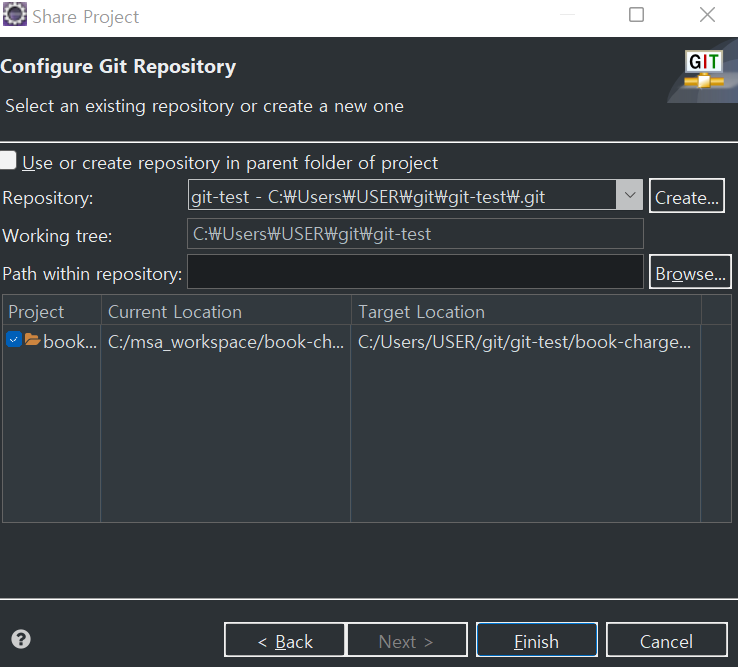 Share Project
Configure Git Repository
GIT
Select an existing repository or create a new one
Use or create repository in parent folder of project
Repository: git-test - C:₩Users₩USER₩git₩git-test₩.git Create...
Working tree: C:₩Users₩USER₩git₩git-test
Path within repository: Browse...
Project Current Location Target Location
book... C:/msa_workspace/book-ch... C:/Users/USER/git/git-test/book-charge...
? < Back Next > Finish Cancel